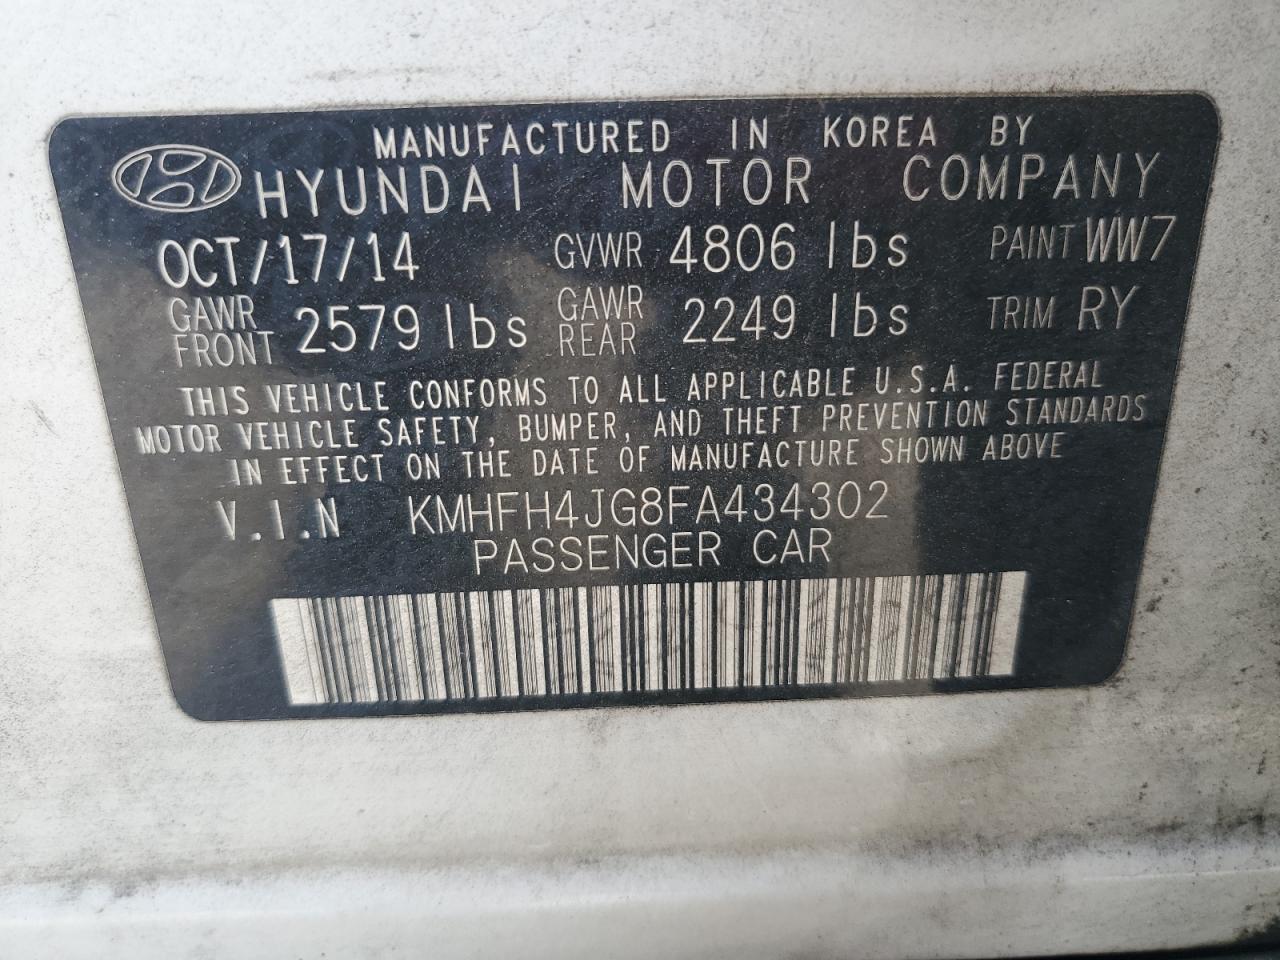 MANUFACTURED IN KOREA BY
HYUNDAI MOTOR COMPANY
OCT/17/14 GVWR 4806 lbs PAINT WW7
GAWR FRONT 2579 lbs GAWR REAR 2249 lbs TRIM RY
THIS VEHICLE CONFORMS TO ALL APPLICABLE U.S.A. FEDERAL
MOTOR VEHICLE SAFETY, BUMPER, AND THEFT PREVENTION STANDARDS
IN EFFECT ON THE DATE OF MANUFACTURE SHOWN ABOVE
V.I.N KMHFH4JG8FA434302
PASSENGER CAR